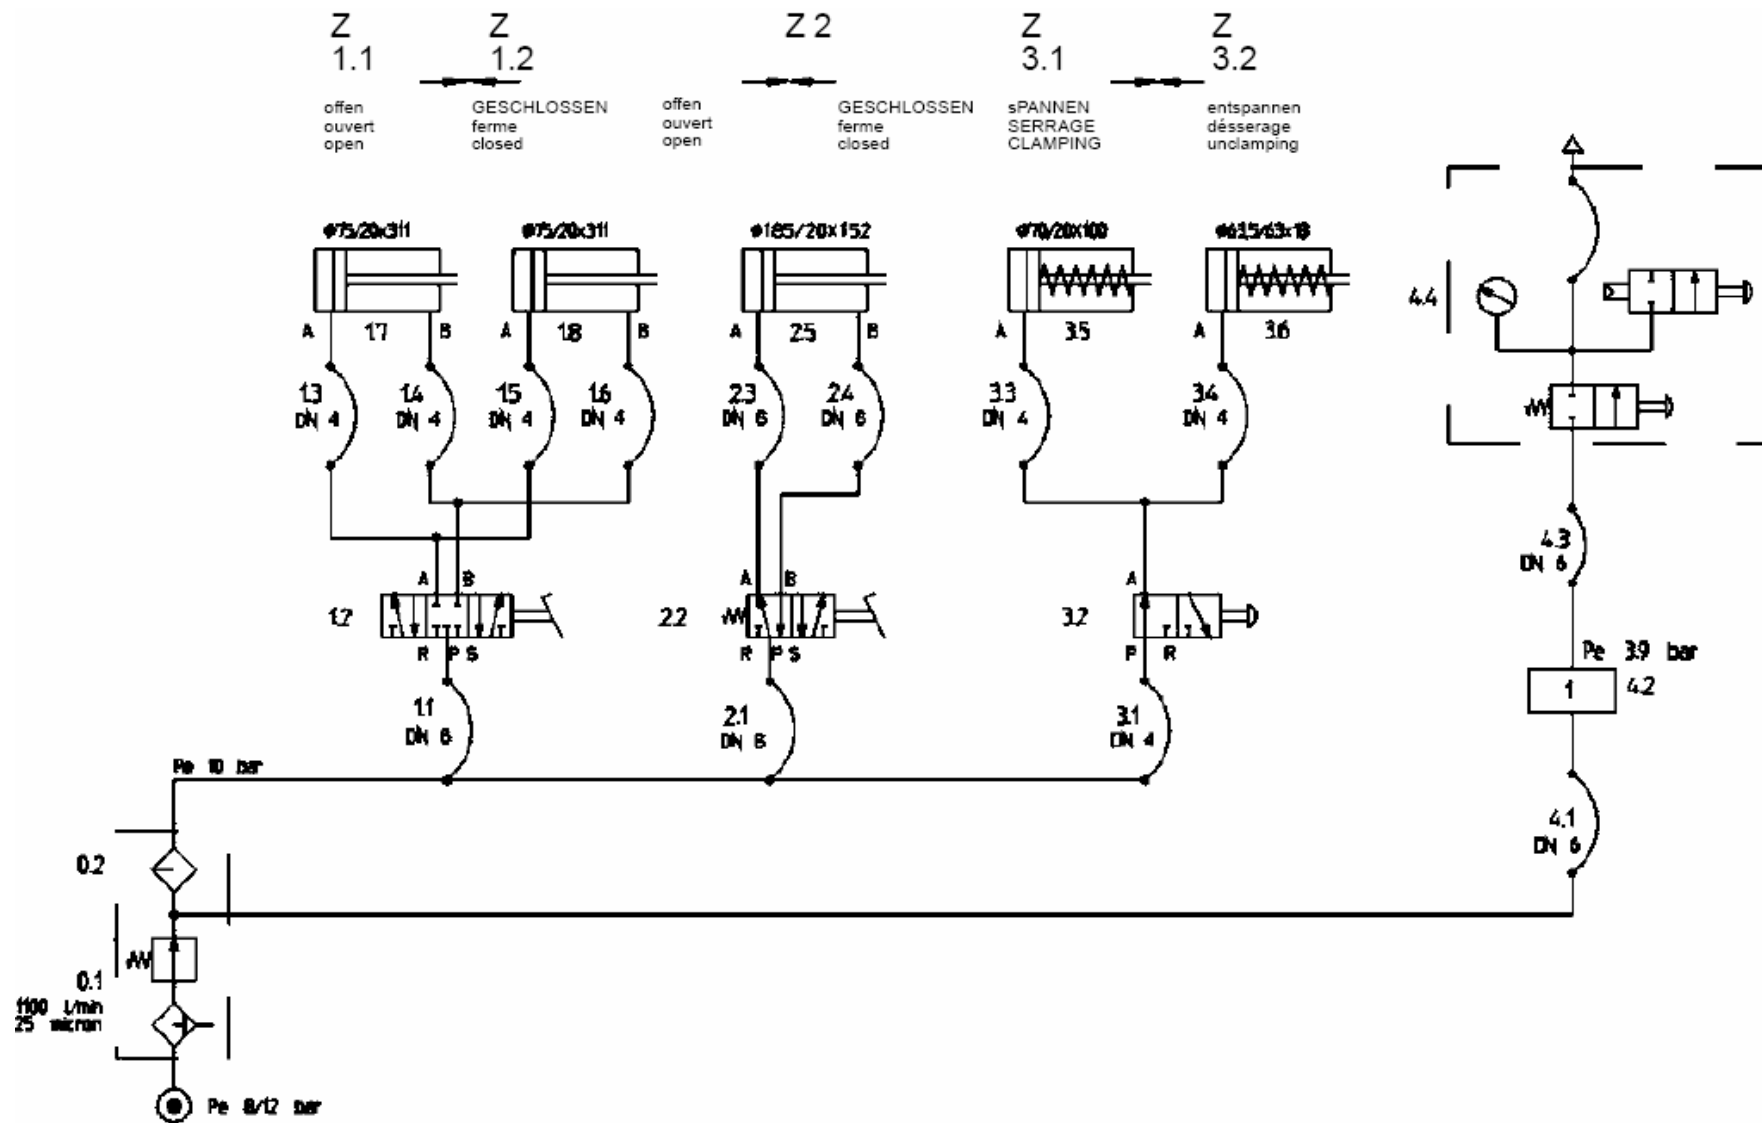 Z
1.1
Z
1.2
Z 2
Z
3.1
Z
3.2
offen
ouvert
open
GESCHLOSSEN
ferme
closed
offen
ouvert
open
GESCHLOSSEN
ferme
closed
sPANNEN
SERRAGE
CLAMPING
entspannen
désserage
unclamping
ø75/20x311
ø75/20x311
ø185/20x152
ø70/20x100
ø63,5/63x18
A 1.7 B
A 1.8 B
A 2.5 B
A 3.5
A 3.6
4.4
1.3
DN 4
1.4
DN 4
1.5
DN 4
1.6
DN 4
2.3
DN 6
2.4
DN 6
3.3
DN 4
3.4
DN 4
4.3
DN 6
A B
1.2
R P S
A B
2.2
R P S
A
3.2
P R
Pe 3.9 bar
1
4.2
1.1
DN 6
2.1
3.1
DN 4
Pe 10 bar
4.1
DN 6
0.2
0.1
1100 l/min
25 micron
Pe 8/12 bar